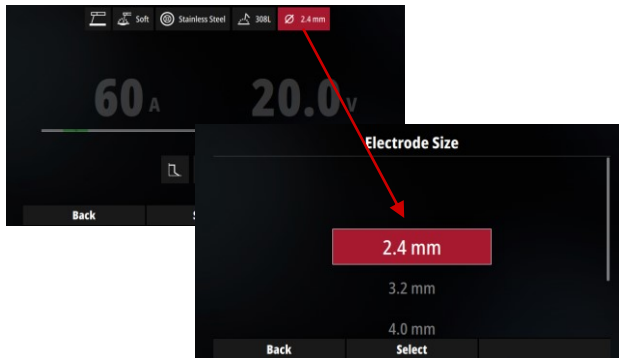 Soft Stainless Steel 308L Ø 2.4 mm
60 A 20.0 V
Back
Electrode Size
2.4 mm
3.2 mm
4.0 mm
Back Select